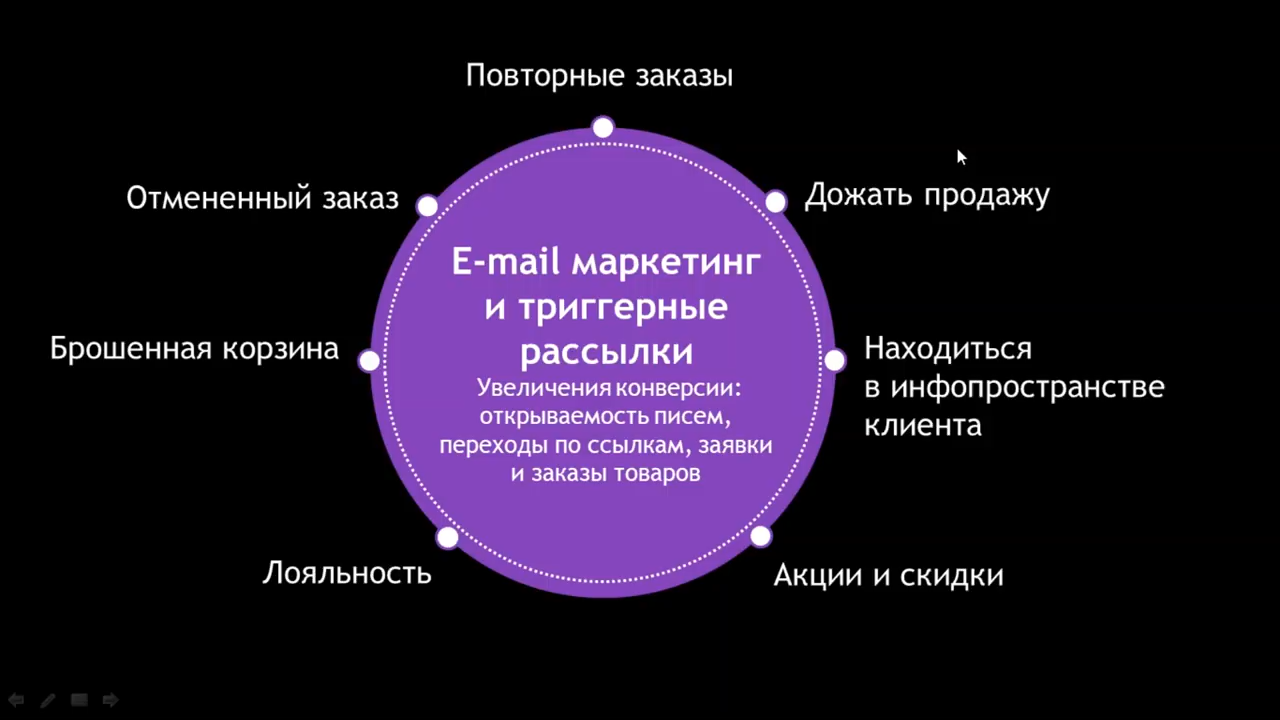 Повторные заказы
Отмененный заказ
Дожать продажу
E-mail маркетинг
и триггерные
рассылки
Увеличения конверсии:
открываемость писем,
переходы по ссылкам, заявки
и заказы товаров
Брошенная корзина
Находиться
в инфопространстве
клиента
Лояльность
Акции и скидки